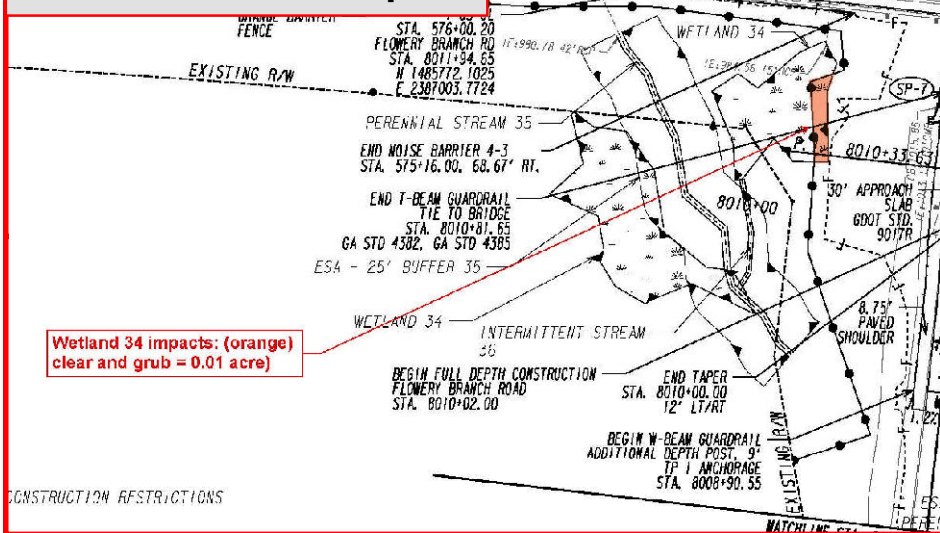 FENCE
STA. 576+00.20
FLOWERY BRANCH RD
STA. 8011+94.65
N 1485772.1025
E 2387003.7724
WETLAND 34
EXISTING R/W
SP-7
PERENNIAL STREAM 35
END NOISE BARRIER 4-3
STA. 575+16.00, 68.67' RT.
8010+33.63
END T-BEAM GUARDRAIL
TIE TO BRIDGE
STA. 8010+81.65
GA STD 4382, GA STD 4385
30' APPROACH
SLAB
GDOT STD.
9017R
8010+00
ESA - 25' BUFFER 35
WETLAND 34
INTERMITTENT STREAM
36
8.75'
PAVED
SHOULDER
Wetland 34 impacts: (orange)
clear and grub = 0.01 acre)
BEGIN FULL DEPTH CONSTRUCTION
FLOWERY BRANCH ROAD
STA. 8010+02.00
END TAPER
STA. 8010+00.00
12' LT/RT
BEGIN W-BEAM GUARDRAIL
ADDITIONAL DEPTH POST, 9'
TP 1 ANCHORAGE
STA. 8008+90.55
EXISTING R/W
CONSTRUCTION RESTRICTIONS